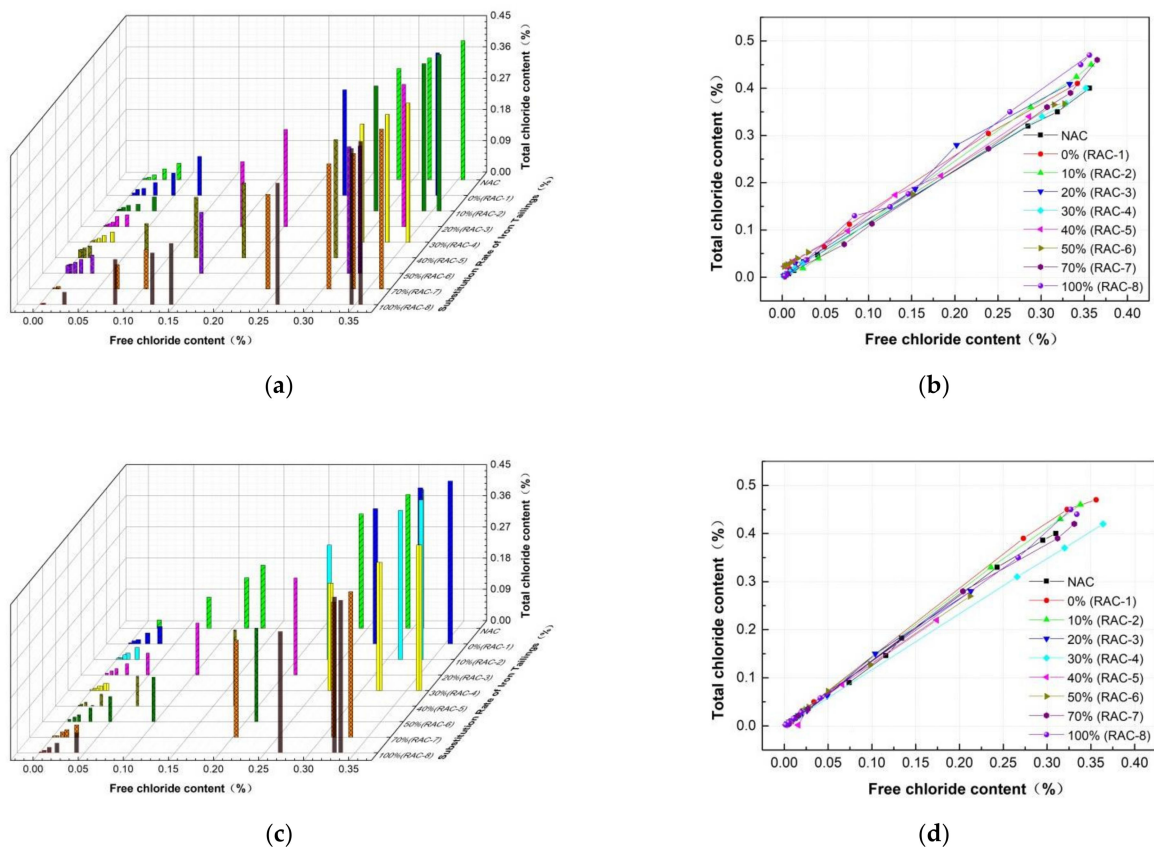 0.45
0.36
0.27
0.18
0.09
0.00
Total chloride content (%)
NAC
0%(RAC-1)
10%(RAC-2)
20%(RAC-3)
30%(RAC-4)
40%(RAC-5)
50%(RAC-6)
70%(RAC-7)
100%(RAC-8)
Substitution Rate of Iron Tailings (%)
0.00 0.05 0.10 0.15 0.20 0.25 0.30 0.35
Free chloride content (%)
(a)
Total chloride content (%)
0.5
0.4
0.3
0.2
0.1
0.0
NAC
0% (RAC-1)
10% (RAC-2)
20% (RAC-3)
30% (RAC-4)
40% (RAC-5)
50% (RAC-6)
70% (RAC-7)
100% (RAC-8)
0.00 0.05 0.10 0.15 0.20 0.25 0.30 0.35 0.40
Free chloride content (%)
(b)
0.45
0.36
0.27
0.18
0.09
0.00
Total chloride content (%)
NAC
0%(RAC-1)
10%(RAC-2)
20%(RAC-3)
30%(RAC-4)
40%(RAC-5)
50%(RAC-6)
70%(RAC-7)
100%(RAC-8)
Substitution Rate of Iron Tailings (%)
0.00 0.05 0.10 0.15 0.20 0.25 0.30 0.35
Free chloride content (%)
(c)
Total chloride content (%)
0.5
0.4
0.3
0.2
0.1
0.0
NAC
0% (RAC-1)
10% (RAC-2)
20% (RAC-3)
30% (RAC-4)
40% (RAC-5)
50% (RAC-6)
70% (RAC-7)
100% (RAC-8)
0.00 0.05 0.10 0.15 0.20 0.25 0.30 0.35 0.40
Free chloride content (%)
(d)